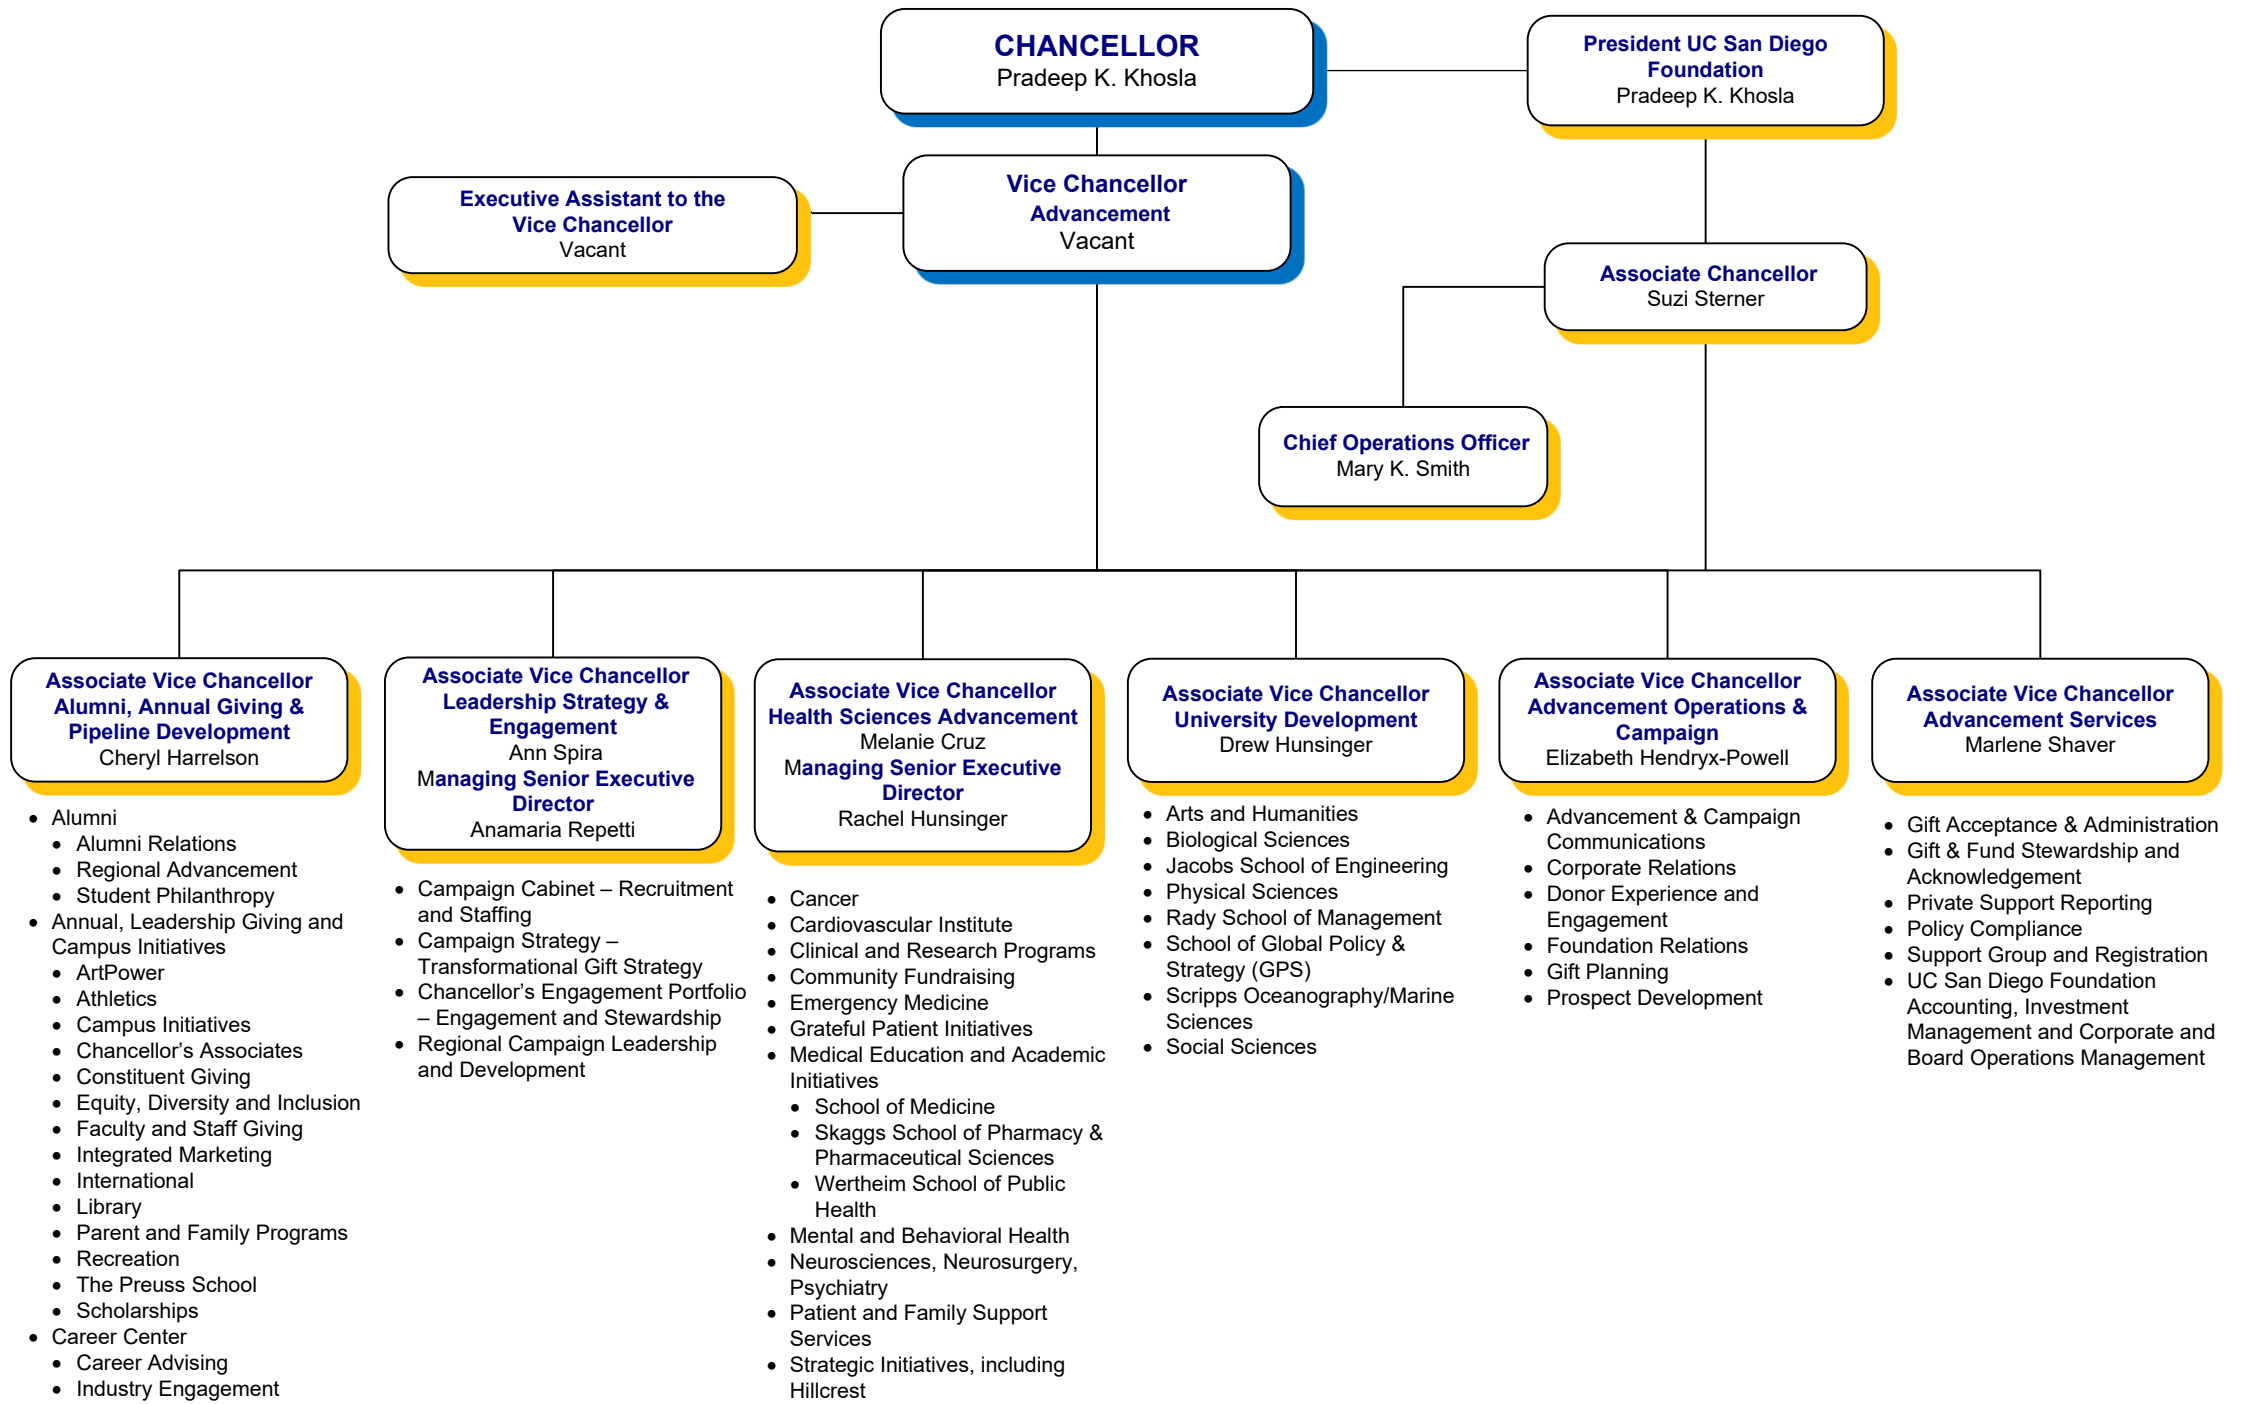 CHANCELLOR
Pradeep K. Khosla
President UC San Diego
Foundation
Pradeep K. Khosla
Executive Assistant to the
Vice Chancellor
Vacant
Vice Chancellor
Advancement
Vacant
Associate Chancellor
Suzi Sterner
Chief Operations Officer
Mary K. Smith
Associate Vice Chancellor
Alumni, Annual Giving &
Pipeline Development
Cheryl Harrelson
• Alumni
• Alumni Relations
• Regional Advancement
• Student Philanthropy
• Annual, Leadership Giving and
Campus Initiatives
• ArtPower
• Athletics
• Campus Initiatives
• Chancellor’s Associates
• Constituent Giving
• Equity, Diversity and Inclusion
• Faculty and Staff Giving
• Integrated Marketing
• International
• Library
• Parent and Family Programs
• Recreation
• The Preuss School
• Scholarships
• Career Center
• Career Advising
• Industry Engagement
Associate Vice Chancellor
Leadership Strategy &
Engagement
Ann Spira
Managing Senior Executive
Director
Anamaria Repetti
• Campaign Cabinet – Recruitment
and Staffing
• Campaign Strategy –
Transformational Gift Strategy
• Chancellor’s Engagement Portfolio
– Engagement and Stewardship
• Regional Campaign Leadership
and Development
Associate Vice Chancellor
Health Sciences Advancement
Melanie Cruz
Managing Senior Executive
Director
Rachel Hunsinger
• Cancer
• Cardiovascular Institute
• Clinical and Research Programs
• Community Fundraising
• Emergency Medicine
• Grateful Patient Initiatives
• Medical Education and Academic
Initiatives
• School of Medicine
• Skaggs School of Pharmacy &
Pharmaceutical Sciences
• Wertheim School of Public
Health
• Mental and Behavioral Health
• Neurosciences, Neurosurgery,
Psychiatry
• Patient and Family Support
Services
• Strategic Initiatives, including
Hillcrest
Associate Vice Chancellor
University Development
Drew Hunsinger
• Arts and Humanities
• Biological Sciences
• Jacobs School of Engineering
• Physical Sciences
• Rady School of Management
• School of Global Policy &
Strategy (GPS)
• Scripps Oceanography/Marine
Sciences
• Social Sciences
Associate Vice Chancellor
Advancement Operations &
Campaign
Elizabeth Hendryx-Powell
• Advancement & Campaign
Communications
• Corporate Relations
• Donor Experience and
Engagement
• Foundation Relations
• Gift Planning
• Prospect Development
Associate Vice Chancellor
Advancement Services
Marlene Shaver
• Gift Acceptance & Administration
• Gift & Fund Stewardship and
Acknowledgement
• Private Support Reporting
• Policy Compliance
• Support Group and Registration
• UC San Diego Foundation
Accounting, Investment
Management and Corporate and
Board Operations Management